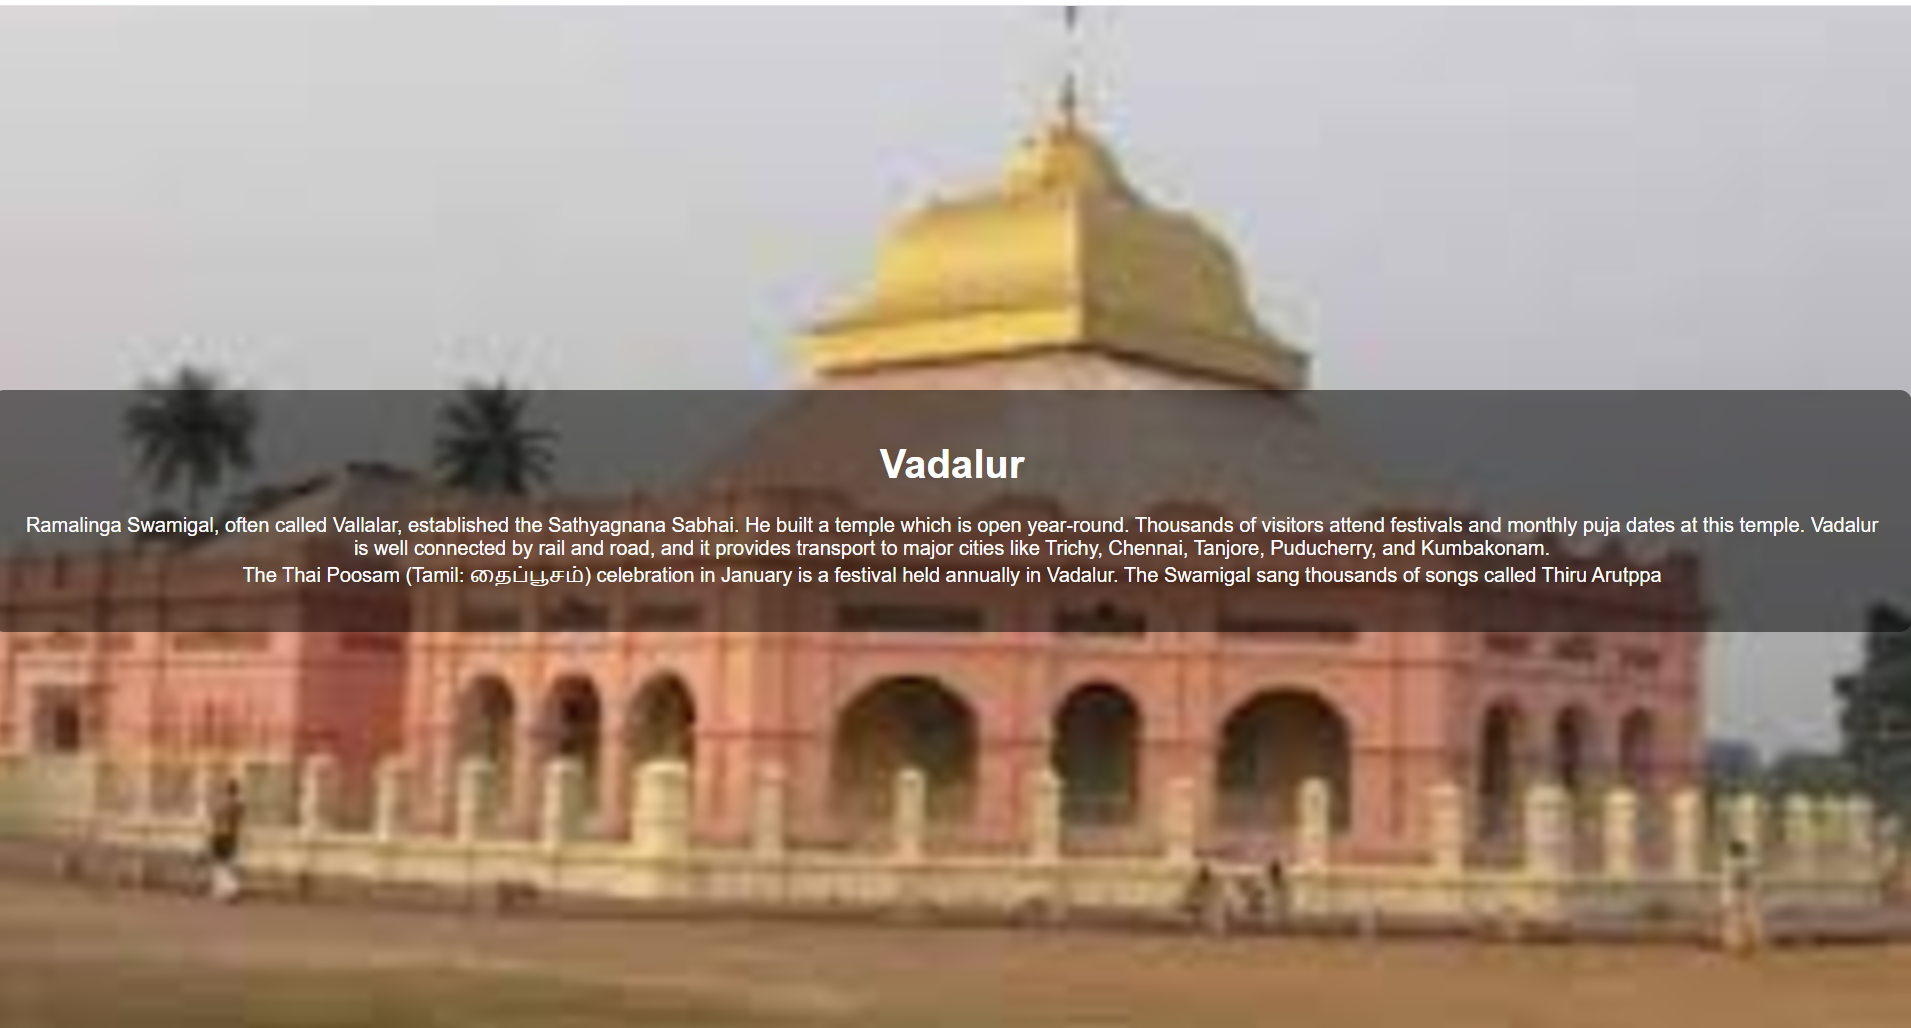 Vadalur
Ramalinga Swamigal, often called Vallalar, established the Sathyagnana Sabhai. He built a temple which is open year-round. Thousands of visitors attend festivals and monthly puja dates at this temple. Vadalur
is well connected by rail and road, and it provides transport to major cities like Trichy, Chennai, Tanjore, Puducherry, and Kumbakonam.
The Thai Poosam (Tamil: தைப்பூசம்) celebration in January is a festival held annually in Vadalur. The Swamigal sang thousands of songs called Thiru Arutppa